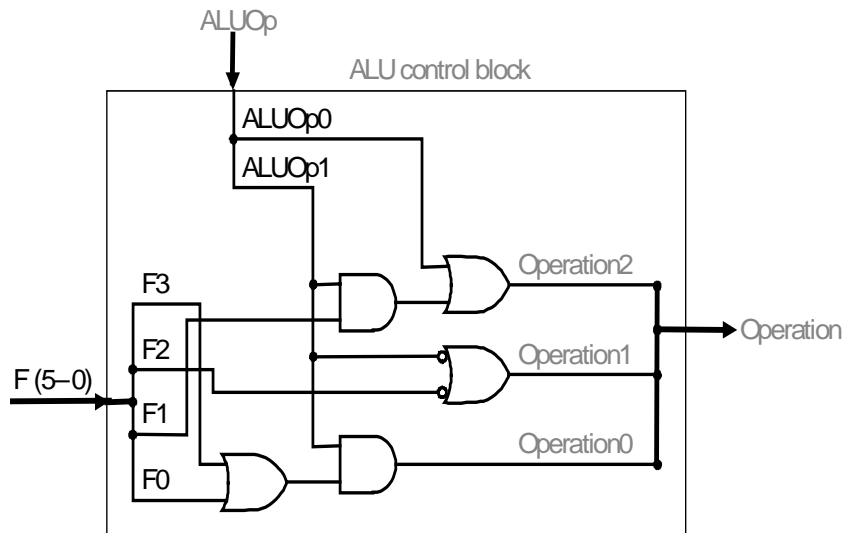 ALUOp
ALU control block
ALUOp0
ALUOp1
Operation2
F3
Operation
F2
Operation1
F (5–0)
F1
Operation0
F0